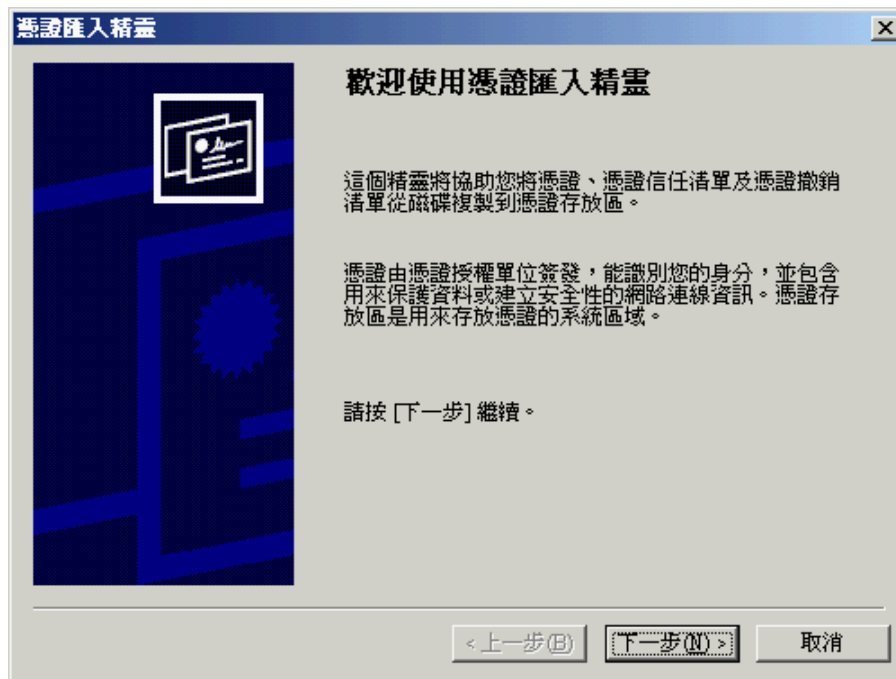 憑證匯入精靈
歡迎使用憑證匯入精靈
這個精靈將協助您將憑證、憑證信任清單及憑證撤銷
清單從磁碟複製到憑證存放區。
憑證由憑證授權單位簽發，能識別您的身分，並包含
用來保護資料或建立安全性的網路連線資訊。憑證存
放區是用來存放憑證的系統區域。
請按 [下一步] 繼續。
<上一步(B) 下一步(N) > 取消